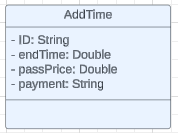 AddTime
- ID: String
- endTime: Double
- passPrice: Double
- payment: String